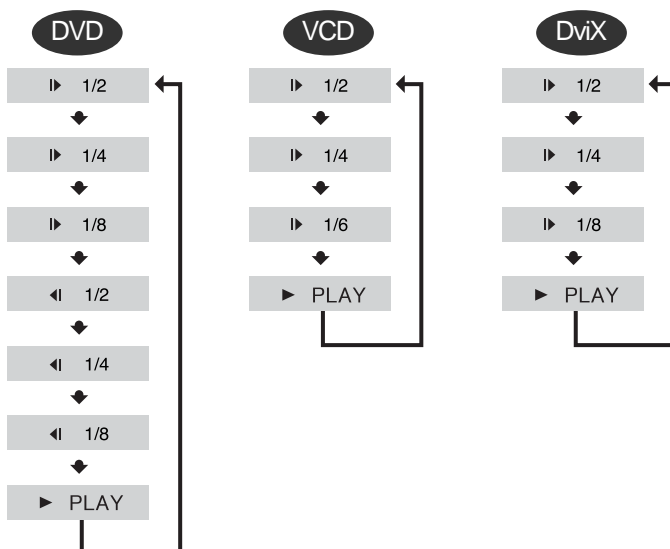 DVD
I▶ 1/2
I▶ 1/4
I▶ 1/8
◀I 1/2
◀I 1/4
◀I 1/8
► PLAY
VCD
I▶ 1/2
I▶ 1/4
I▶ 1/6
► PLAY
DviX
I▶ 1/2
I▶ 1/4
I▶ 1/8
► PLAY